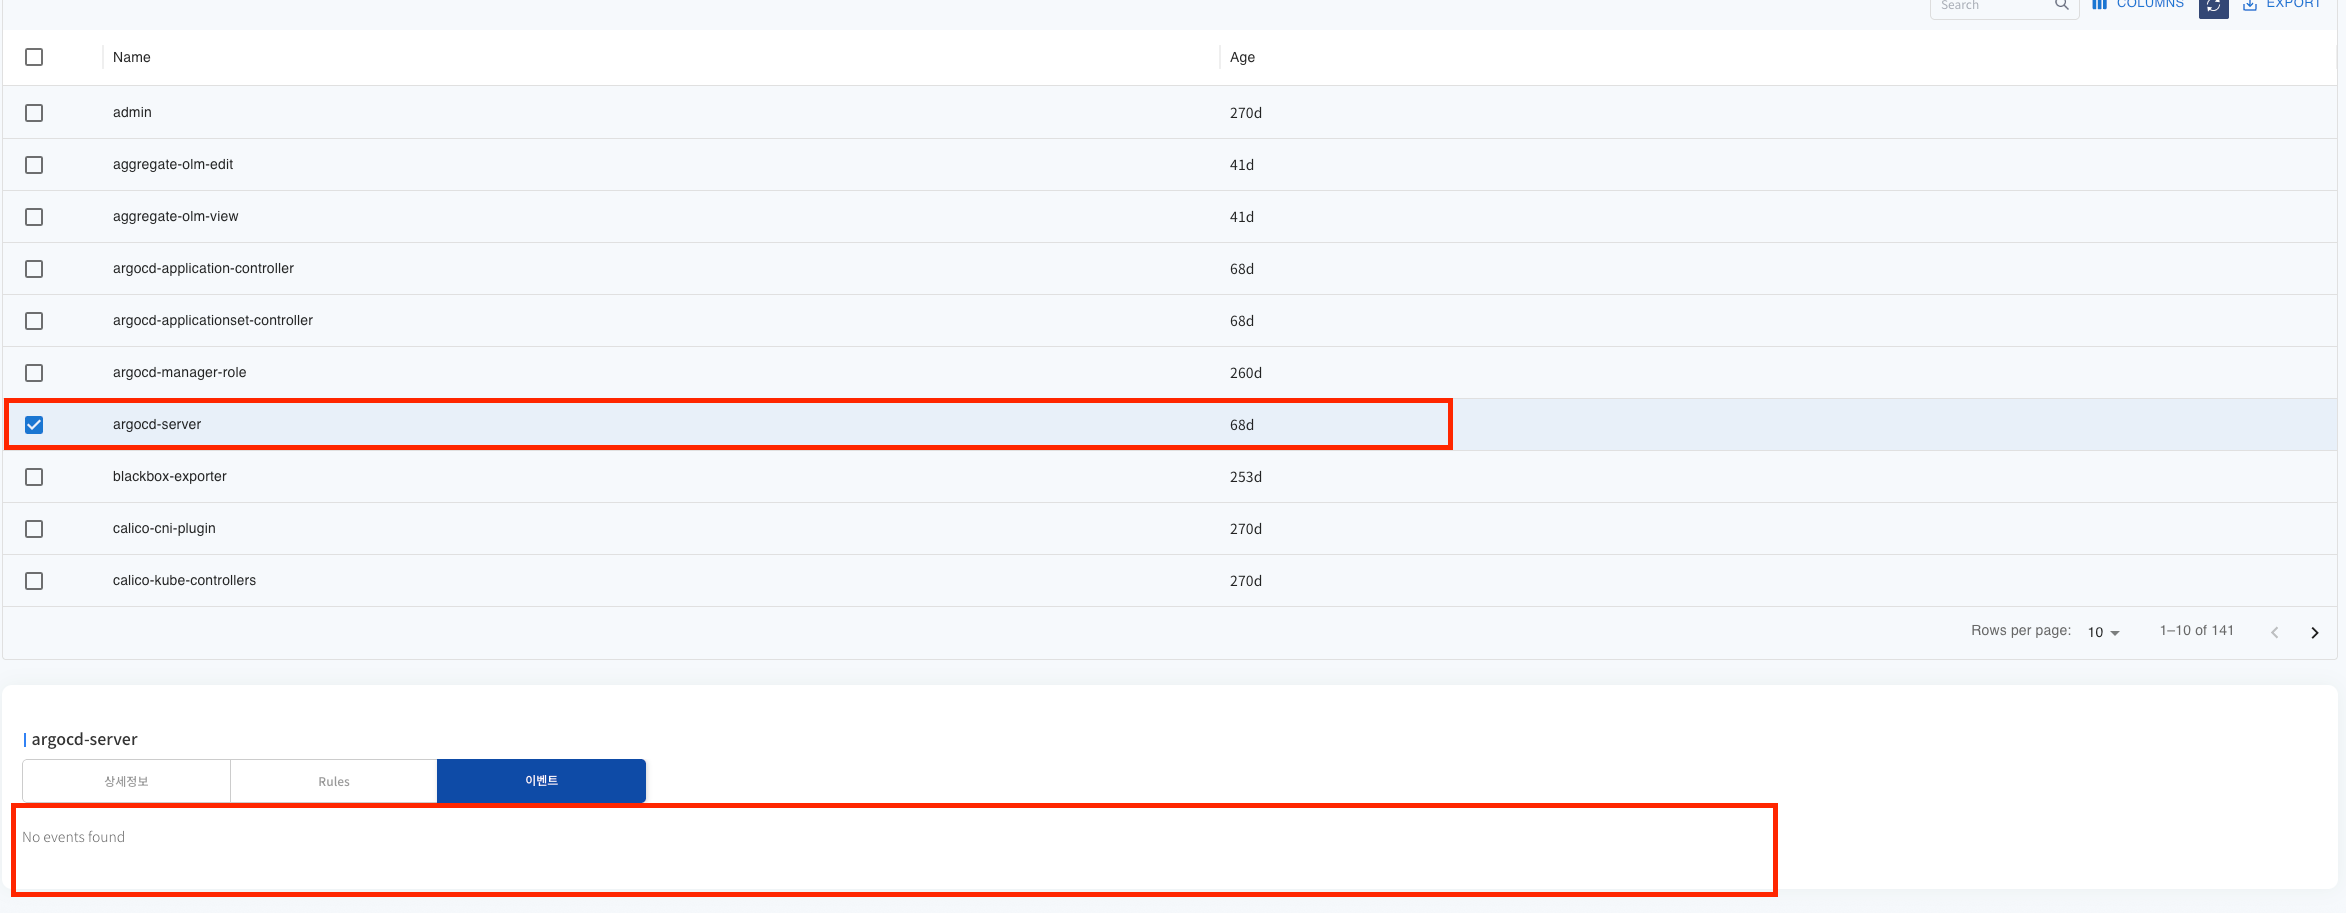 Search COLUMNS EXPORT
Name Age
admin 270d
aggregate-olm-edit 41d
aggregate-olm-view 41d
argocd-application-controller 68d
argocd-applicationset-controller 68d
argocd-manager-role 260d
argocd-server 68d
blackbox-exporter 253d
calico-cni-plugin 270d
calico-kube-controllers 270d
Rows per page: 10 1–10 of 141
argocd-server
상세정보 Rules 이벤트
No events found